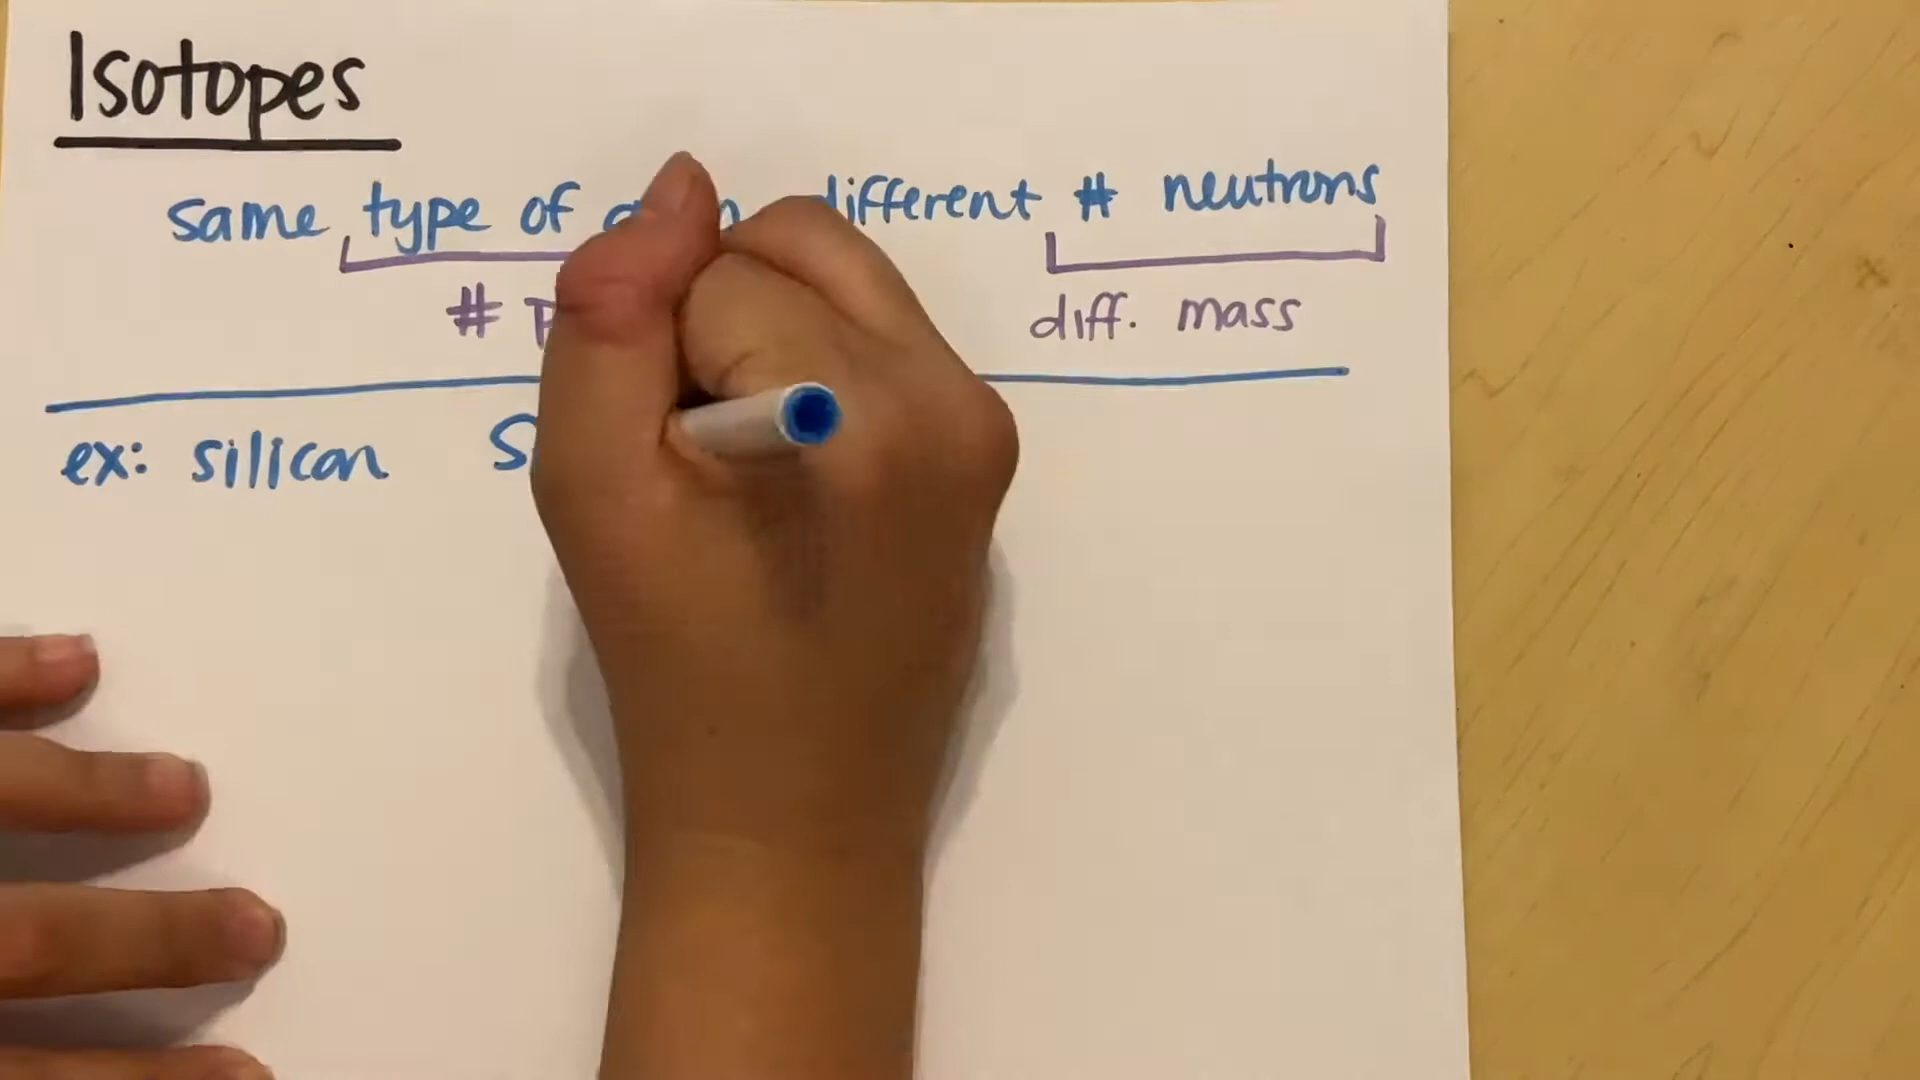 Isotopes
same type of different # neutrons
# diff. mass
ex: silicon